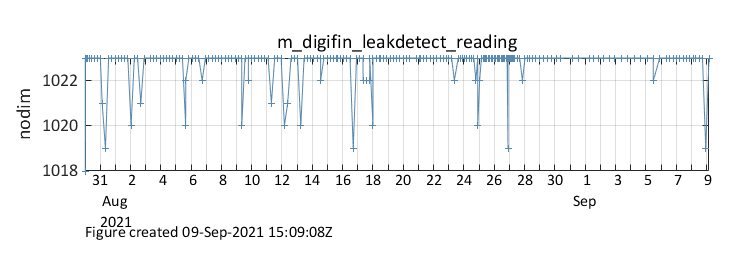 m_digifin_leakdetect_reading
nodim
1022
1020
1018
31 2 4 6 8 10 12 14 16 18 20 22 24 26 28 30 1 3 5 7 9
Aug Sep
2021
Figure created 09-Sep-2021 15:09:08Z